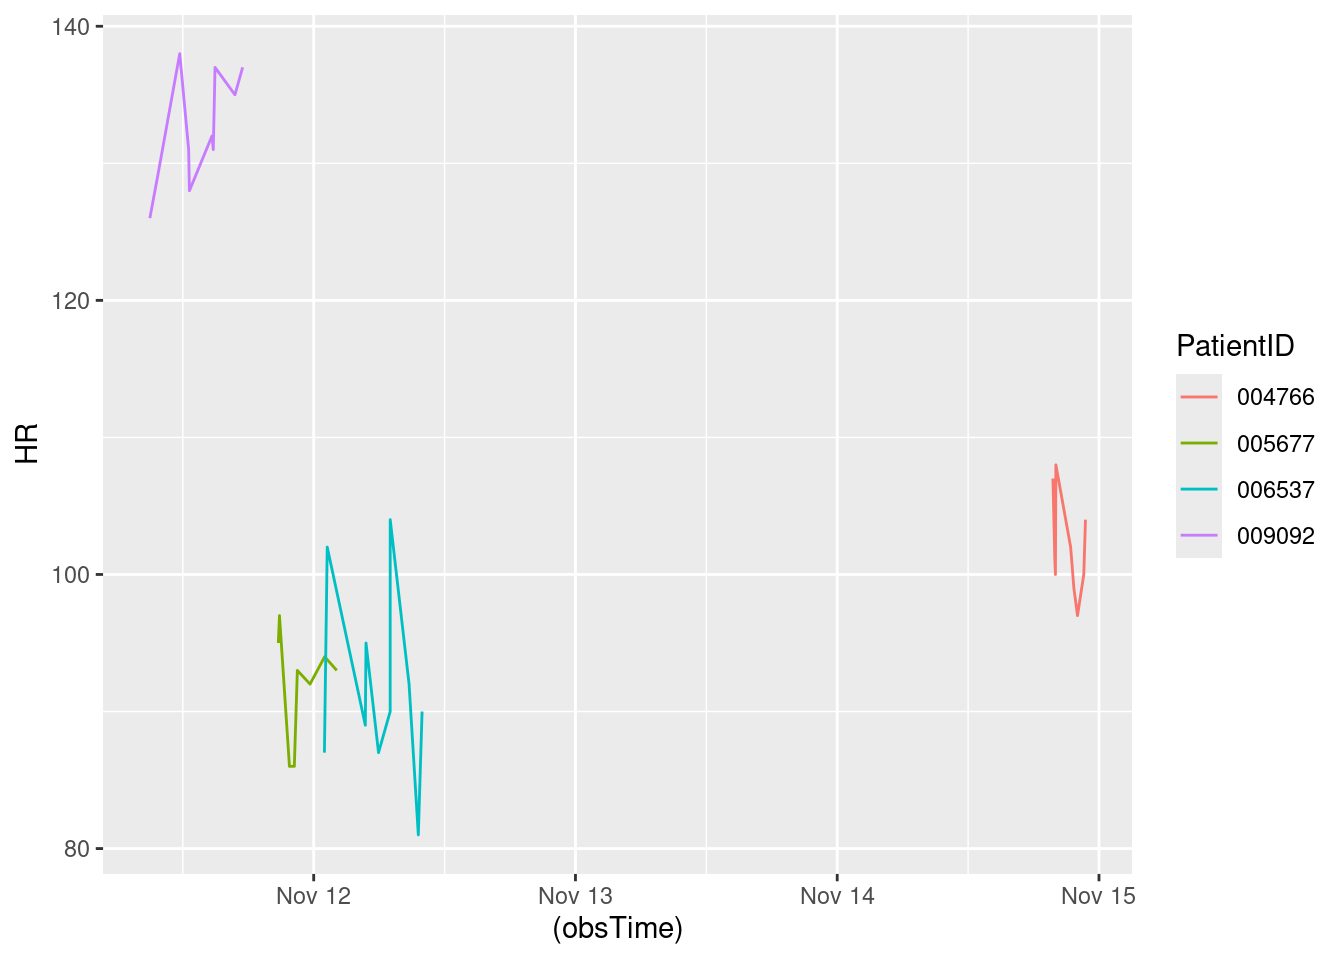 140
120
100
80
HR
Nov 12
Nov 13
Nov 14
Nov 15
(obsTime)
PatientID
004766
005677
006537
009092